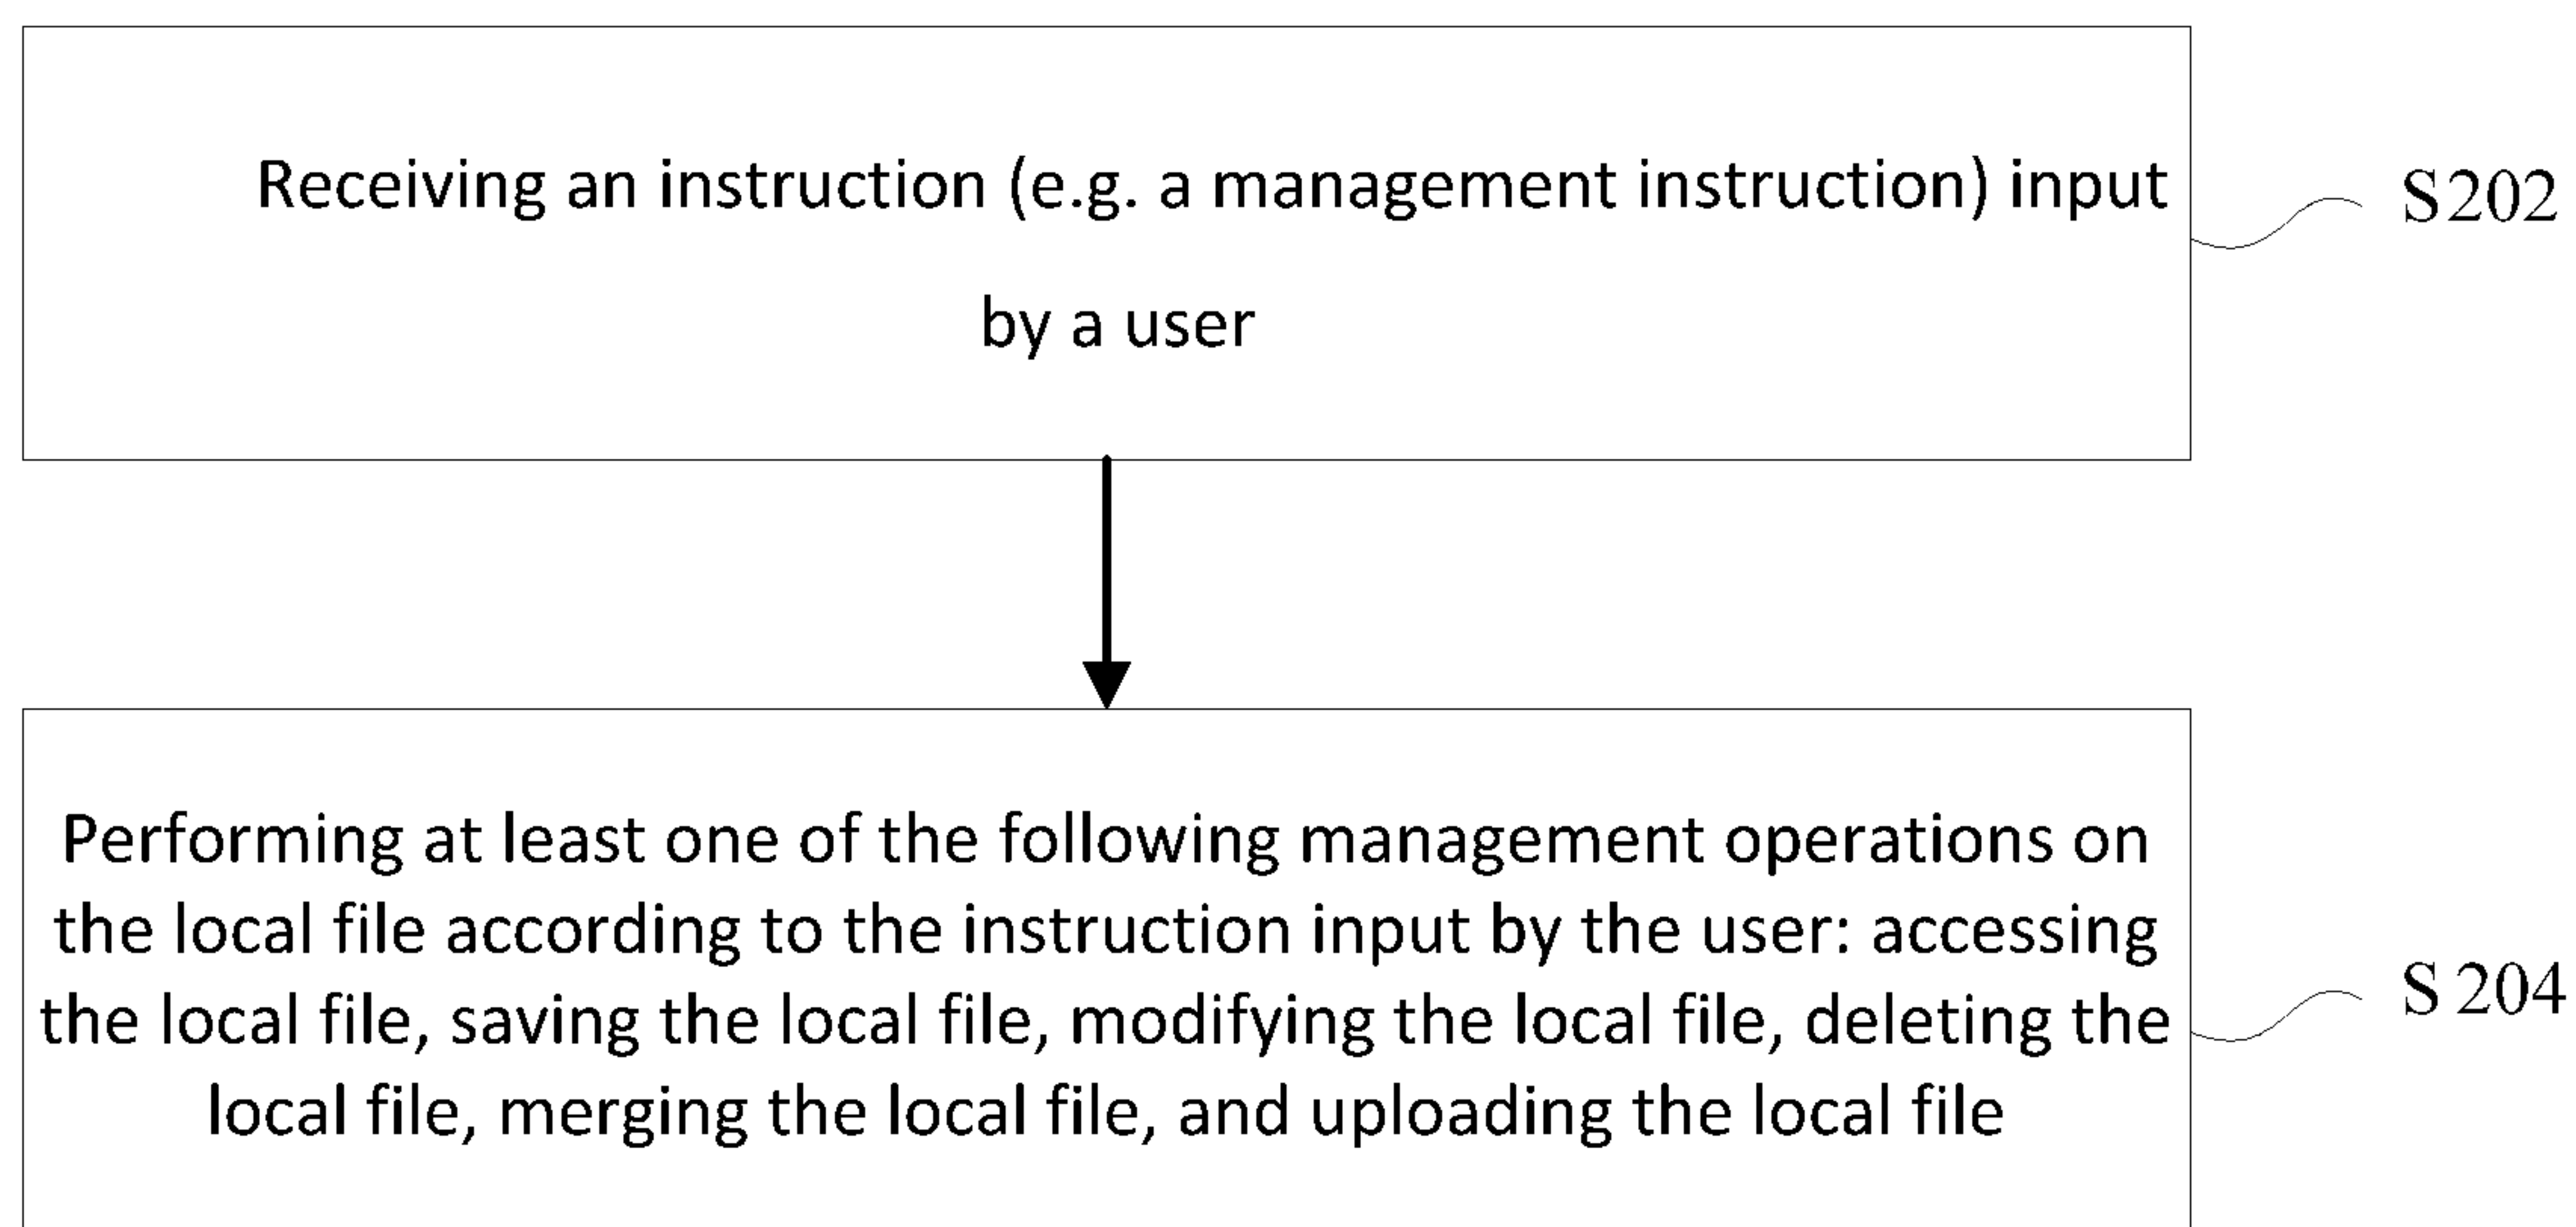 Receiving an instruction (e.g. a management instruction) input
by a user
S202
Performing at least one of the following management operations on
the local file according to the instruction input by the user: accessing
the local file, saving the local file, modifying the local file, deleting the
local file, merging the local file, and uploading the local file
S 204